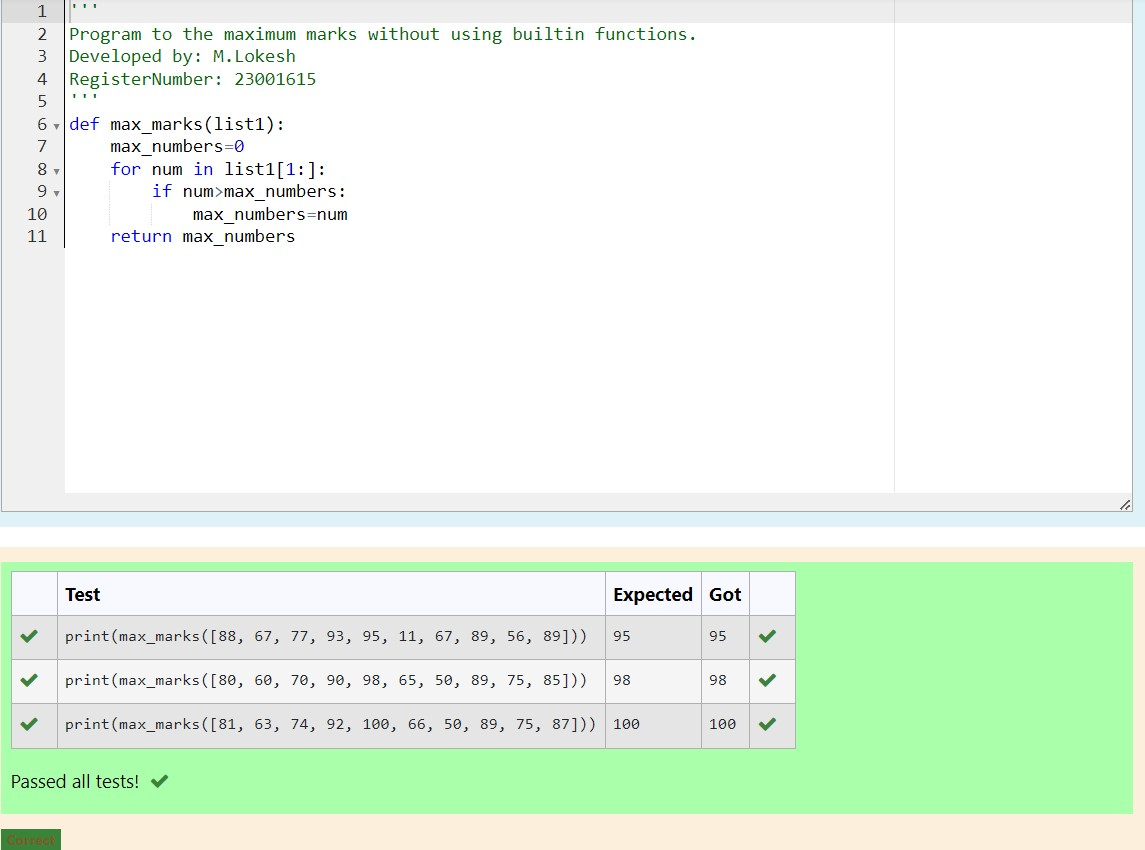 1 '''
2 Program to the maximum marks without using builtin functions.
3 Developed by: M.Lokesh
4 RegisterNumber: 23001615
5 '''
6 def max_marks(list1):
7     max_numbers=0
8     for num in list1[1:]:
9         if num>max_numbers:
10             max_numbers=num
11     return max_numbers
Test Expected Got
print(max_marks([88, 67, 77, 93, 95, 11, 67, 89, 56, 89])) 95 95
print(max_marks([80, 60, 70, 90, 98, 65, 50, 89, 75, 85])) 98 98
print(max_marks([81, 63, 74, 92, 100, 66, 50, 89, 75, 87])) 100 100
Passed all tests!
Correct